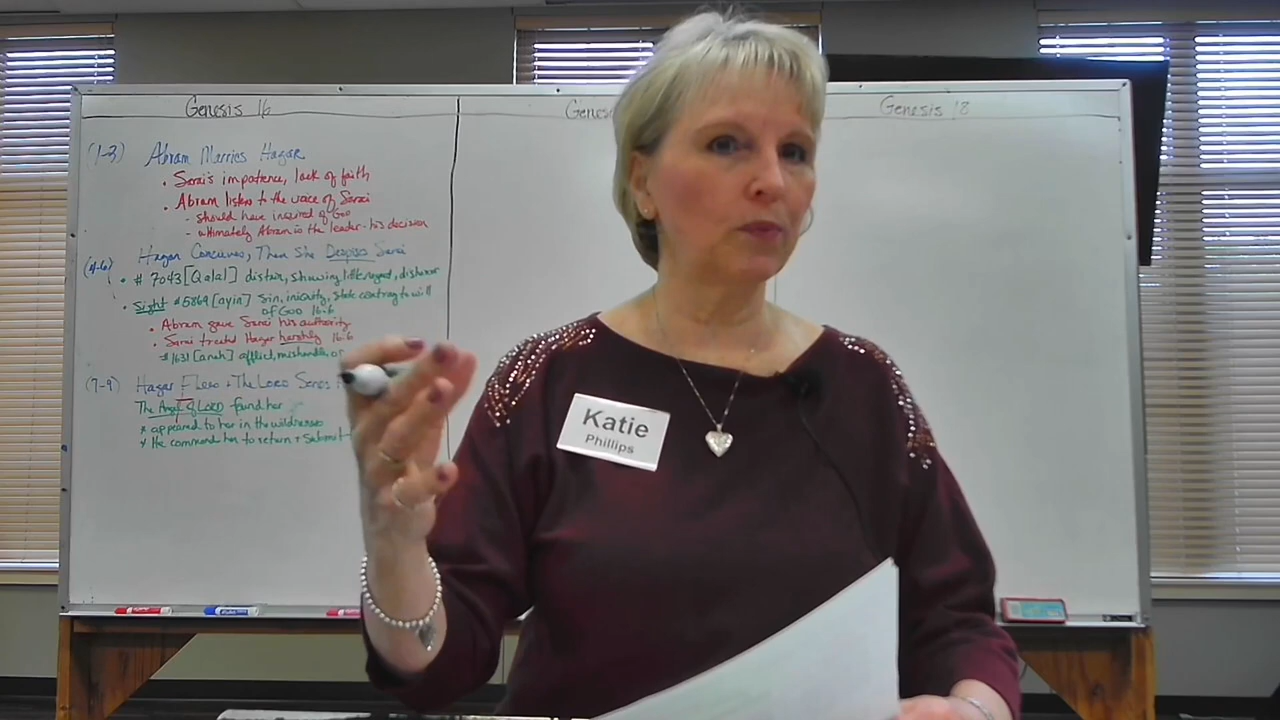 Genesis 16
(1-3) Abram Marries Hagar
• Sarai's impatience, lack of faith
• Abram listens to the voice of Sarai
- should have inquired of God
- ultimately Abram is the leader - his decision
(4-6) Hagar Conceives, Then She Despises Sarai
• # 7043 [Qalal] disdain, showing little regard, dishonor
• Sight #5869 [ayin] sin, iniquity, state contrary to will
of God 16:6
• Abram gave Sarai his authority
• Sarai treated Hagar harshly 16:6
[anah] afflict, mishandle,
(7-9) Hagar Flees + The LORD
The Angel of LORD found her
* appeared to her in the wilderness
* He command her to return + Submit
Genes
Genesis 18
Katie
Phillips